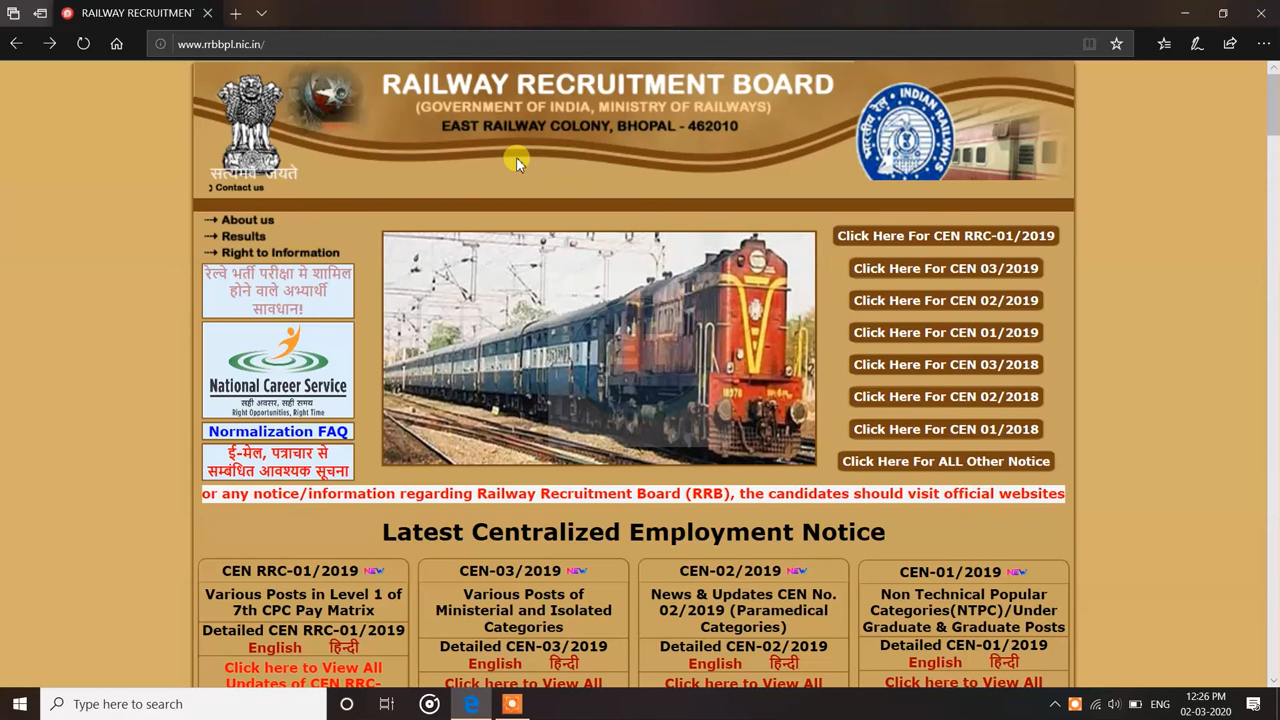 RAILWAY RECRUITMENT
www.rrbbpl.nic.in/
RAILWAY RECRUITMENT BOARD
(GOVERNMENT OF INDIA, MINISTRY OF RAILWAYS)
EAST RAILWAY COLONY, BHOPAL - 462010
सत्यमेव जयते
भारतीय रेल INDIAN RAILWAYS
Contact us
About us
Results
Right to Information
रेल्वे भर्ती परीक्षा मे शामिल
होने वाले अभ्यार्थी
सावधान!
National Career Service
सही अवसर, सही समय
Right Opportunities, Right Time
Normalization FAQ
ई-मेल, पत्राचार से
सम्बंधित आवश्यक सूचना
Click Here For CEN RRC-01/2019
Click Here For CEN 03/2019
Click Here For CEN 02/2019
Click Here For CEN 01/2019
Click Here For CEN 03/2018
Click Here For CEN 02/2018
Click Here For CEN 01/2018
Click Here For ALL Other Notice
or any notice/information regarding Railway Recruitment Board (RRB), the candidates should visit official websites
Latest Centralized Employment Notice
CEN RRC-01/2019 NEW
Various Posts in Level 1 of
7th CPC Pay Matrix
Detailed CEN RRC-01/2019
English हिन्दी
Click here to View All
Updates of CEN RRC-
CEN-03/2019 NEW
Various Posts of
Ministerial and Isolated
Categories
Detailed CEN-03/2019
English हिन्दी
Click here to View All
CEN-02/2019 NEW
News & Updates CEN No.
02/2019 (Paramedical
Categories)
Detailed CEN-02/2019
English हिन्दी
Click here to View All
CEN-01/2019 NEW
Non Technical Popular
Categories(NTPC)/Under
Graduate & Graduate Posts
Detailed CEN-01/2019
English हिन्दी
Click here to View All
Type here to search
ENG
12:26 PM
02-03-2020